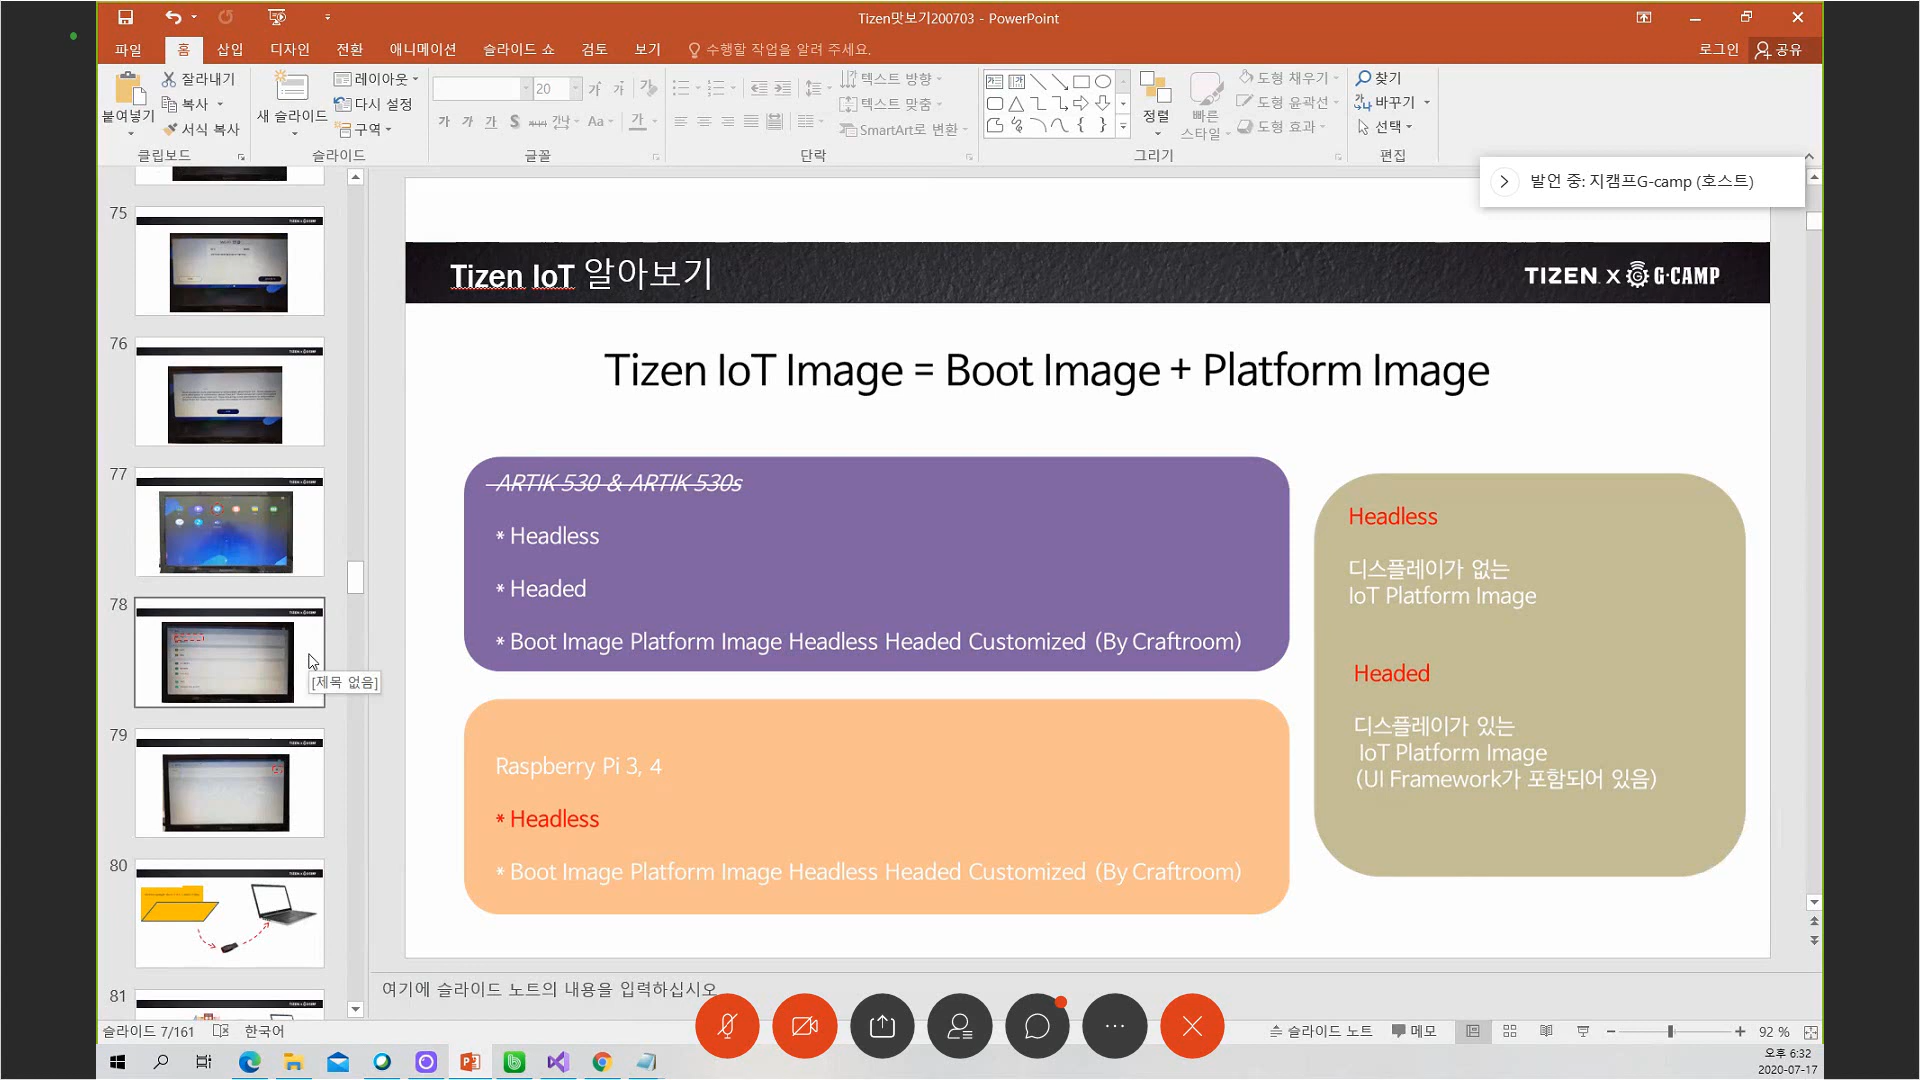 Tizen맛보기200703 - PowerPoint
파일 홈 삽입 디자인 전환 애니메이션 슬라이드 쇼 검토 보기 수행할 작업을 알려 주세요.
로그인 공유
붙여넣기
잘라내기
복사
서식 복사
클립보드
새 슬라이드
레이아웃
다시 설정
구역
슬라이드
20
가 가 가 S abc 간 Aa 가
글꼴
텍스트 방향
텍스트 맞춤
SmartArt로 변환
단락
정렬
빠른 스타일
도형 채우기
도형 윤곽선
도형 효과
그리기
찾기
바꾸기
선택
편집
발언 중: 지캠프G-camp (호스트)
75
76
77
78
[제목 없음]
79
80
81
Tizen IoT 알아보기
TIZEN X G·CAMP
Tizen IoT Image = Boot Image + Platform Image
ARTIK 530 & ARTIK 530s
* Headless
* Headed
* Boot Image Platform Image Headless Headed Customized (By Craftroom)
Raspberry Pi 3, 4
* Headless
* Boot Image Platform Image Headless Headed Customized (By Craftroom)
Headless
디스플레이가 없는
IoT Platform Image
Headed
디스플레이가 있는
IoT Platform Image
(UI Framework가 포함되어 있음)
여기에 슬라이드 노트의 내용을 입력하십시오
슬라이드 7/161 한국어
슬라이드 노트 메모 92 %
오후 6:32
2020-07-17